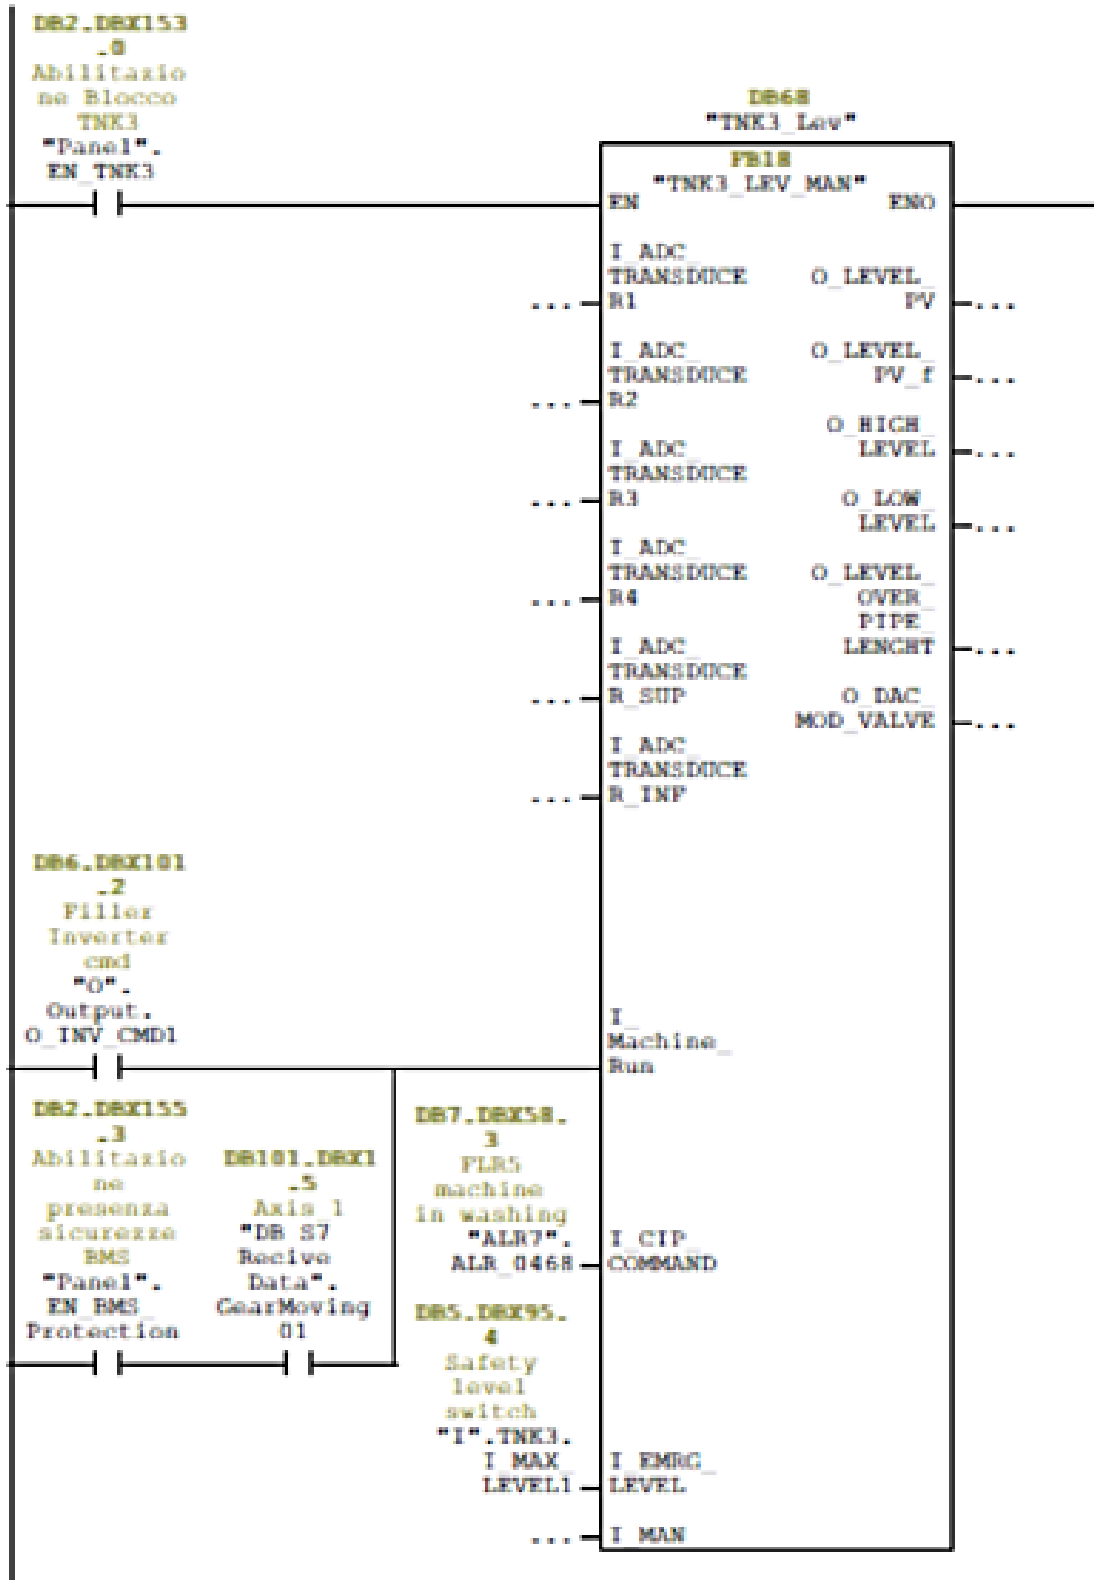 DB2.DBX153
.0
Abilitazio
ne Blocco
TNK3
"Panel".
EN_TNK3
DB68
"TNK3_Lev"
FB18
"TNK3_LEV_MAN"
EN
ENO
I_ADC_
TRANSDUCE
R1
...
O_LEVEL_
PV
...
I_ADC_
TRANSDUCE
R2
...
O_LEVEL_
PV_f
...
O_HIGH_
LEVEL
...
I_ADC_
TRANSDUCE
R3
...
O_LOW_
LEVEL
...
I_ADC_
TRANSDUCE
R4
...
O_LEVEL_
OVER_
PIPE_
LENGHT
...
I_ADC_
TRANSDUCE
R_SUP
...
O_DAC_
MOD_VALVE
...
I_ADC_
TRANSDUCE
R_INF
...
DB6.DBX101
.2
Filler
Inverter
cmd
"O".
Output.
O_INV_CMD1
I_
Machine_
Run
DB2.DBX155
.3
Abilitazio
ne
presenza
sicurezze
BMS
"Panel".
EN_BMS_
Protection
DB101.DBX1
.5
Axis 1
"DB S7
Recive
Data".
GearMoving
01
DB7.DBX58.
3
FLR5
machine
in washing
"ALR7".
ALR_0468
I_CIP_
COMMAND
DB5.DBX95.
4
Safety
level
switch
"I".TNK3.
I_MAX_
LEVEL1
I_EMRG_
LEVEL
...
I_MAN